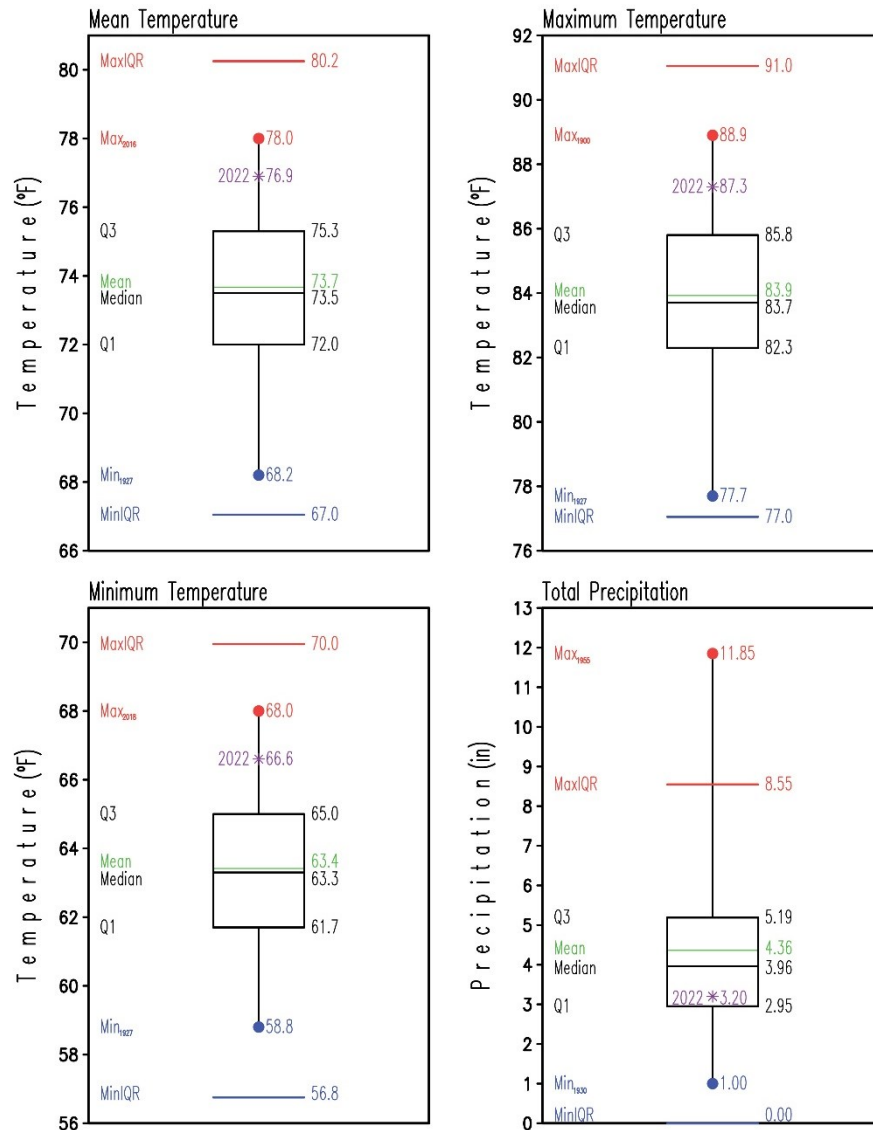 Mean Temperature
Temperature (°F)
80
78
76
74
72
70
68
66
MaxIQR 80.2
Max2016 78.0
2022 * 76.9
Q3 75.3
Mean 73.7
Median 73.5
Q1 72.0
Min1927 68.2
MinIQR 67.0
Maximum Temperature
Temperature (°F)
92
90
88
86
84
82
80
78
76
MaxIQR 91.0
Max1900 88.9
2022 * 87.3
Q3 85.8
Mean 83.9
Median 83.7
Q1 82.3
Min1927 77.7
MinIQR 77.0
Minimum Temperature
Temperature (°F)
70
68
66
64
62
60
58
56
MaxIQR 70.0
Max2018 68.0
2022 * 66.6
Q3 65.0
Mean 63.4
Median 63.3
Q1 61.7
Min1927 58.8
MinIQR 56.8
Total Precipitation
Precipitation (in)
13
12
11
10
9
8
7
6
5
4
3
2
1
0
Max1955 11.85
MaxIQR 8.55
Q3 5.19
Mean 4.36
Median 3.96
2022 * 3.20
Q1 2.95
Min1930 1.00
MinIQR 0.00